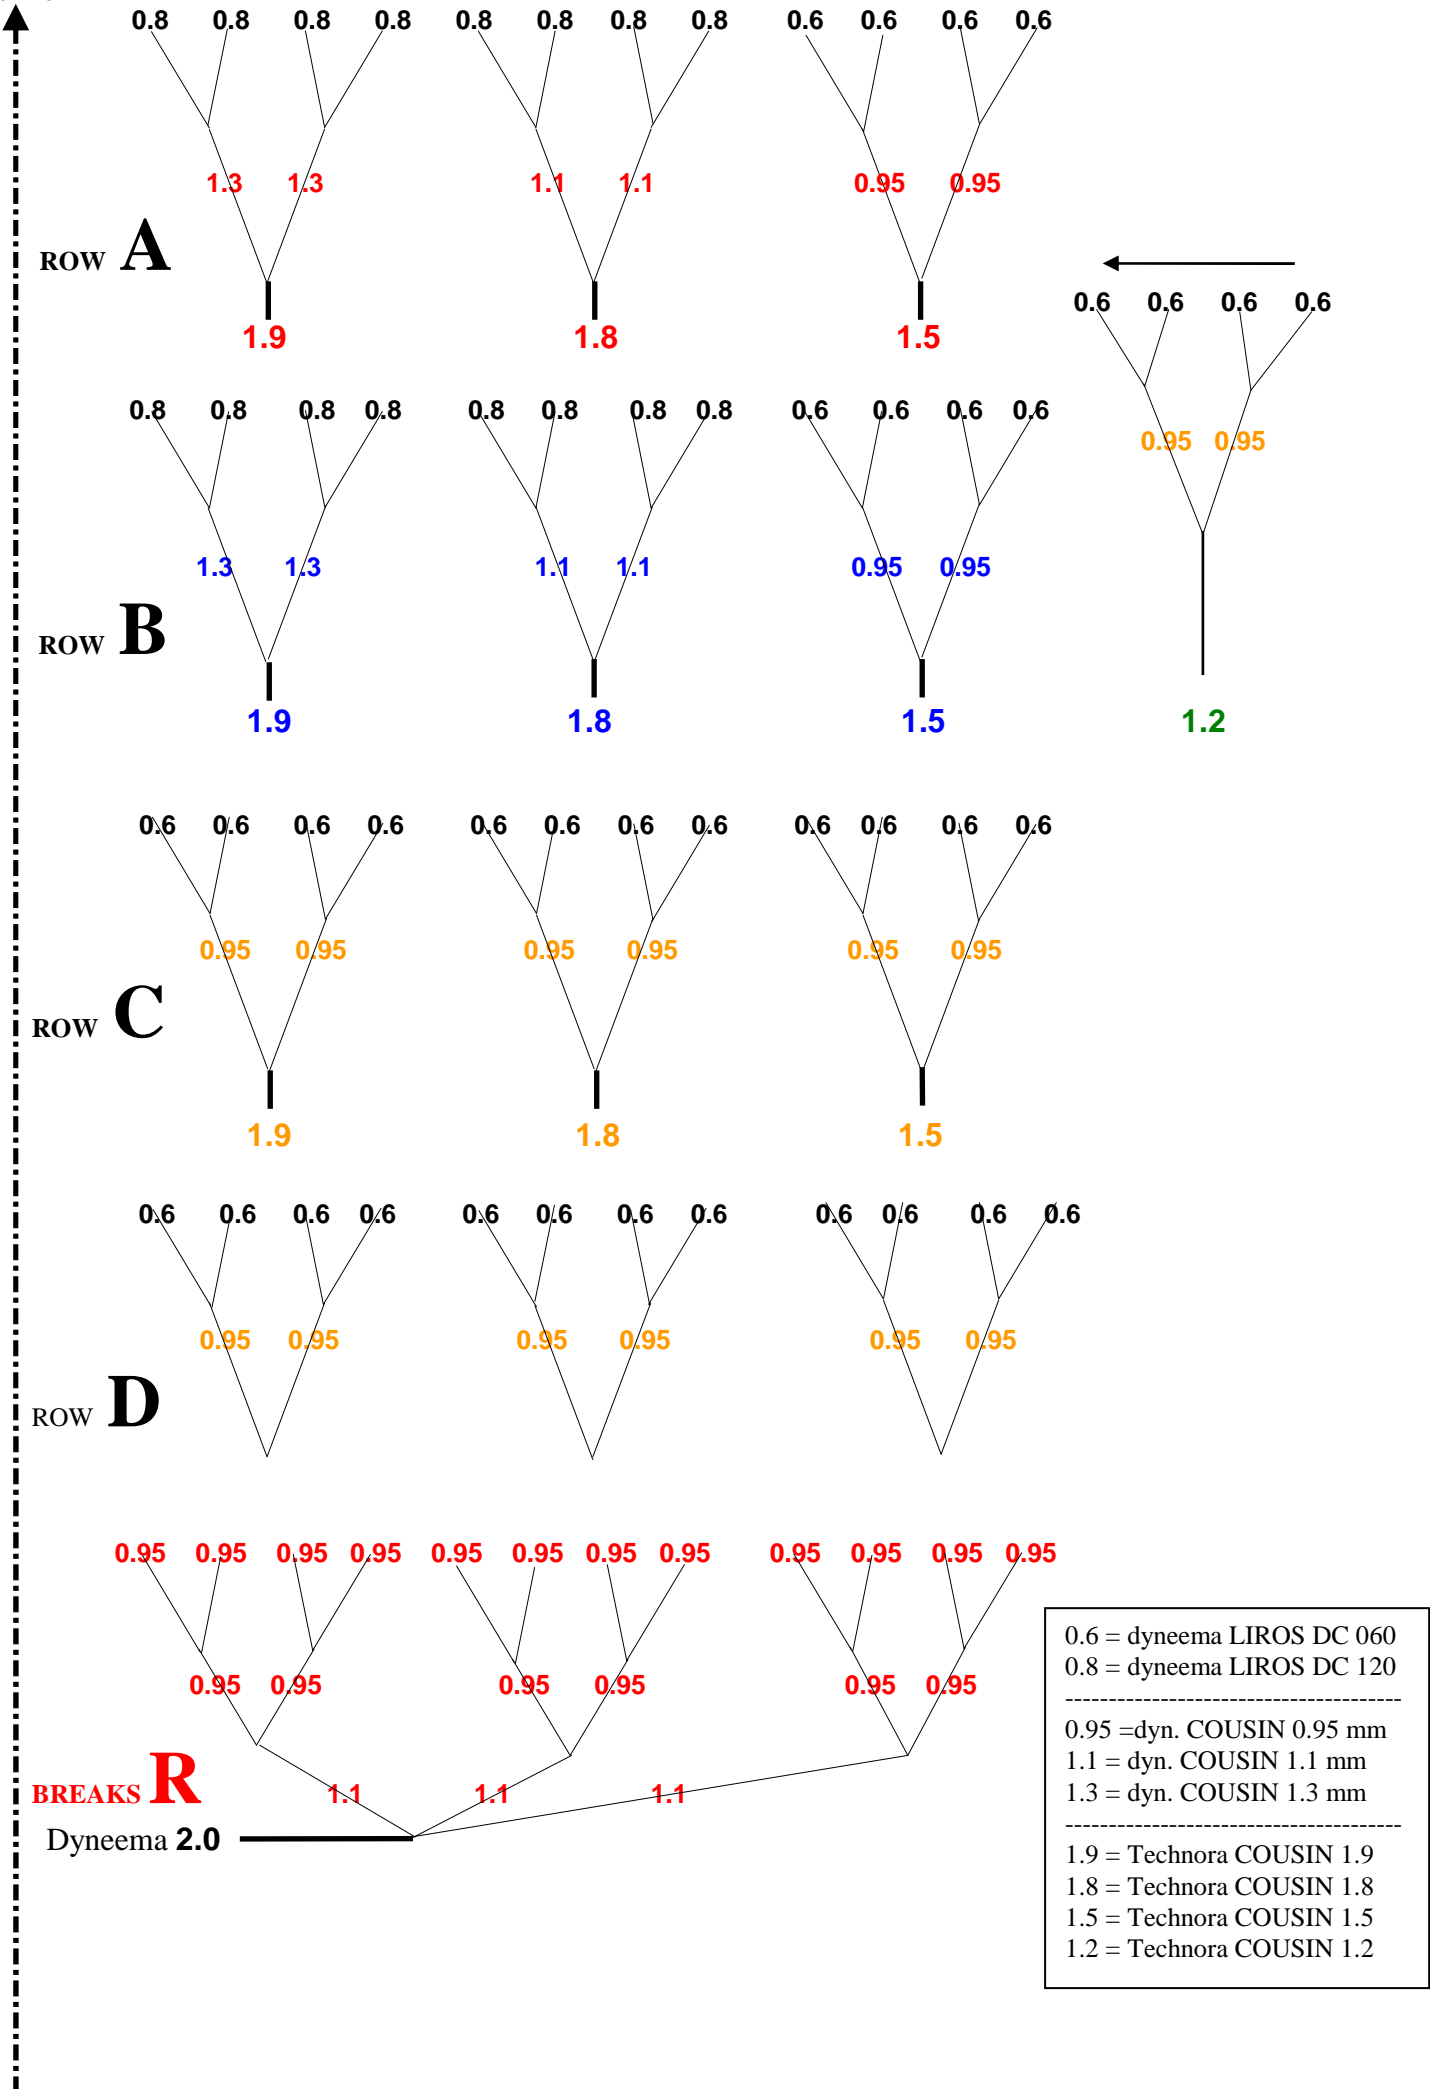 0.8 0.8 0.8 0.8 0.8 0.8 0.8 0.8 0.6 0.6 0.6 0.6
1.3 1.3 1.1 1.1 0.95 0.95
ROW A
1.9 1.8 1.5
0.6 0.6 0.6 0.6
0.95 0.95
1.2
0.8 0.8 0.8 0.8 0.8 0.8 0.8 0.8 0.6 0.6 0.6 0.6
1.3 1.3 1.1 1.1 0.95 0.95
ROW B
1.9 1.8 1.5
0.6 0.6 0.6 0.6 0.6 0.6 0.6 0.6 0.6 0.6 0.6 0.6
0.95 0.95 0.95 0.95 0.95 0.95
ROW C
1.9 1.8 1.5
0.6 0.6 0.6 0.6 0.6 0.6 0.6 0.6 0.6 0.6 0.6 0.6
0.95 0.95 0.95 0.95 0.95 0.95
ROW D
0.95 0.95 0.95 0.95 0.95 0.95 0.95 0.95 0.95 0.95 0.95 0.95
0.95 0.95 0.95 0.95 0.95 0.95
BREAKS R
1.1 1.1 1.1
Dyneema 2.0
0.6 = dyneema LIROS DC 060
0.8 = dyneema LIROS DC 120
----------------------------------------
0.95 =dyn. COUSIN 0.95 mm
1.1 = dyn. COUSIN 1.1 mm
1.3 = dyn. COUSIN 1.3 mm
----------------------------------------
1.9 = Technora COUSIN 1.9
1.8 = Technora COUSIN 1.8
1.5 = Technora COUSIN 1.5
1.2 = Technora COUSIN 1.2